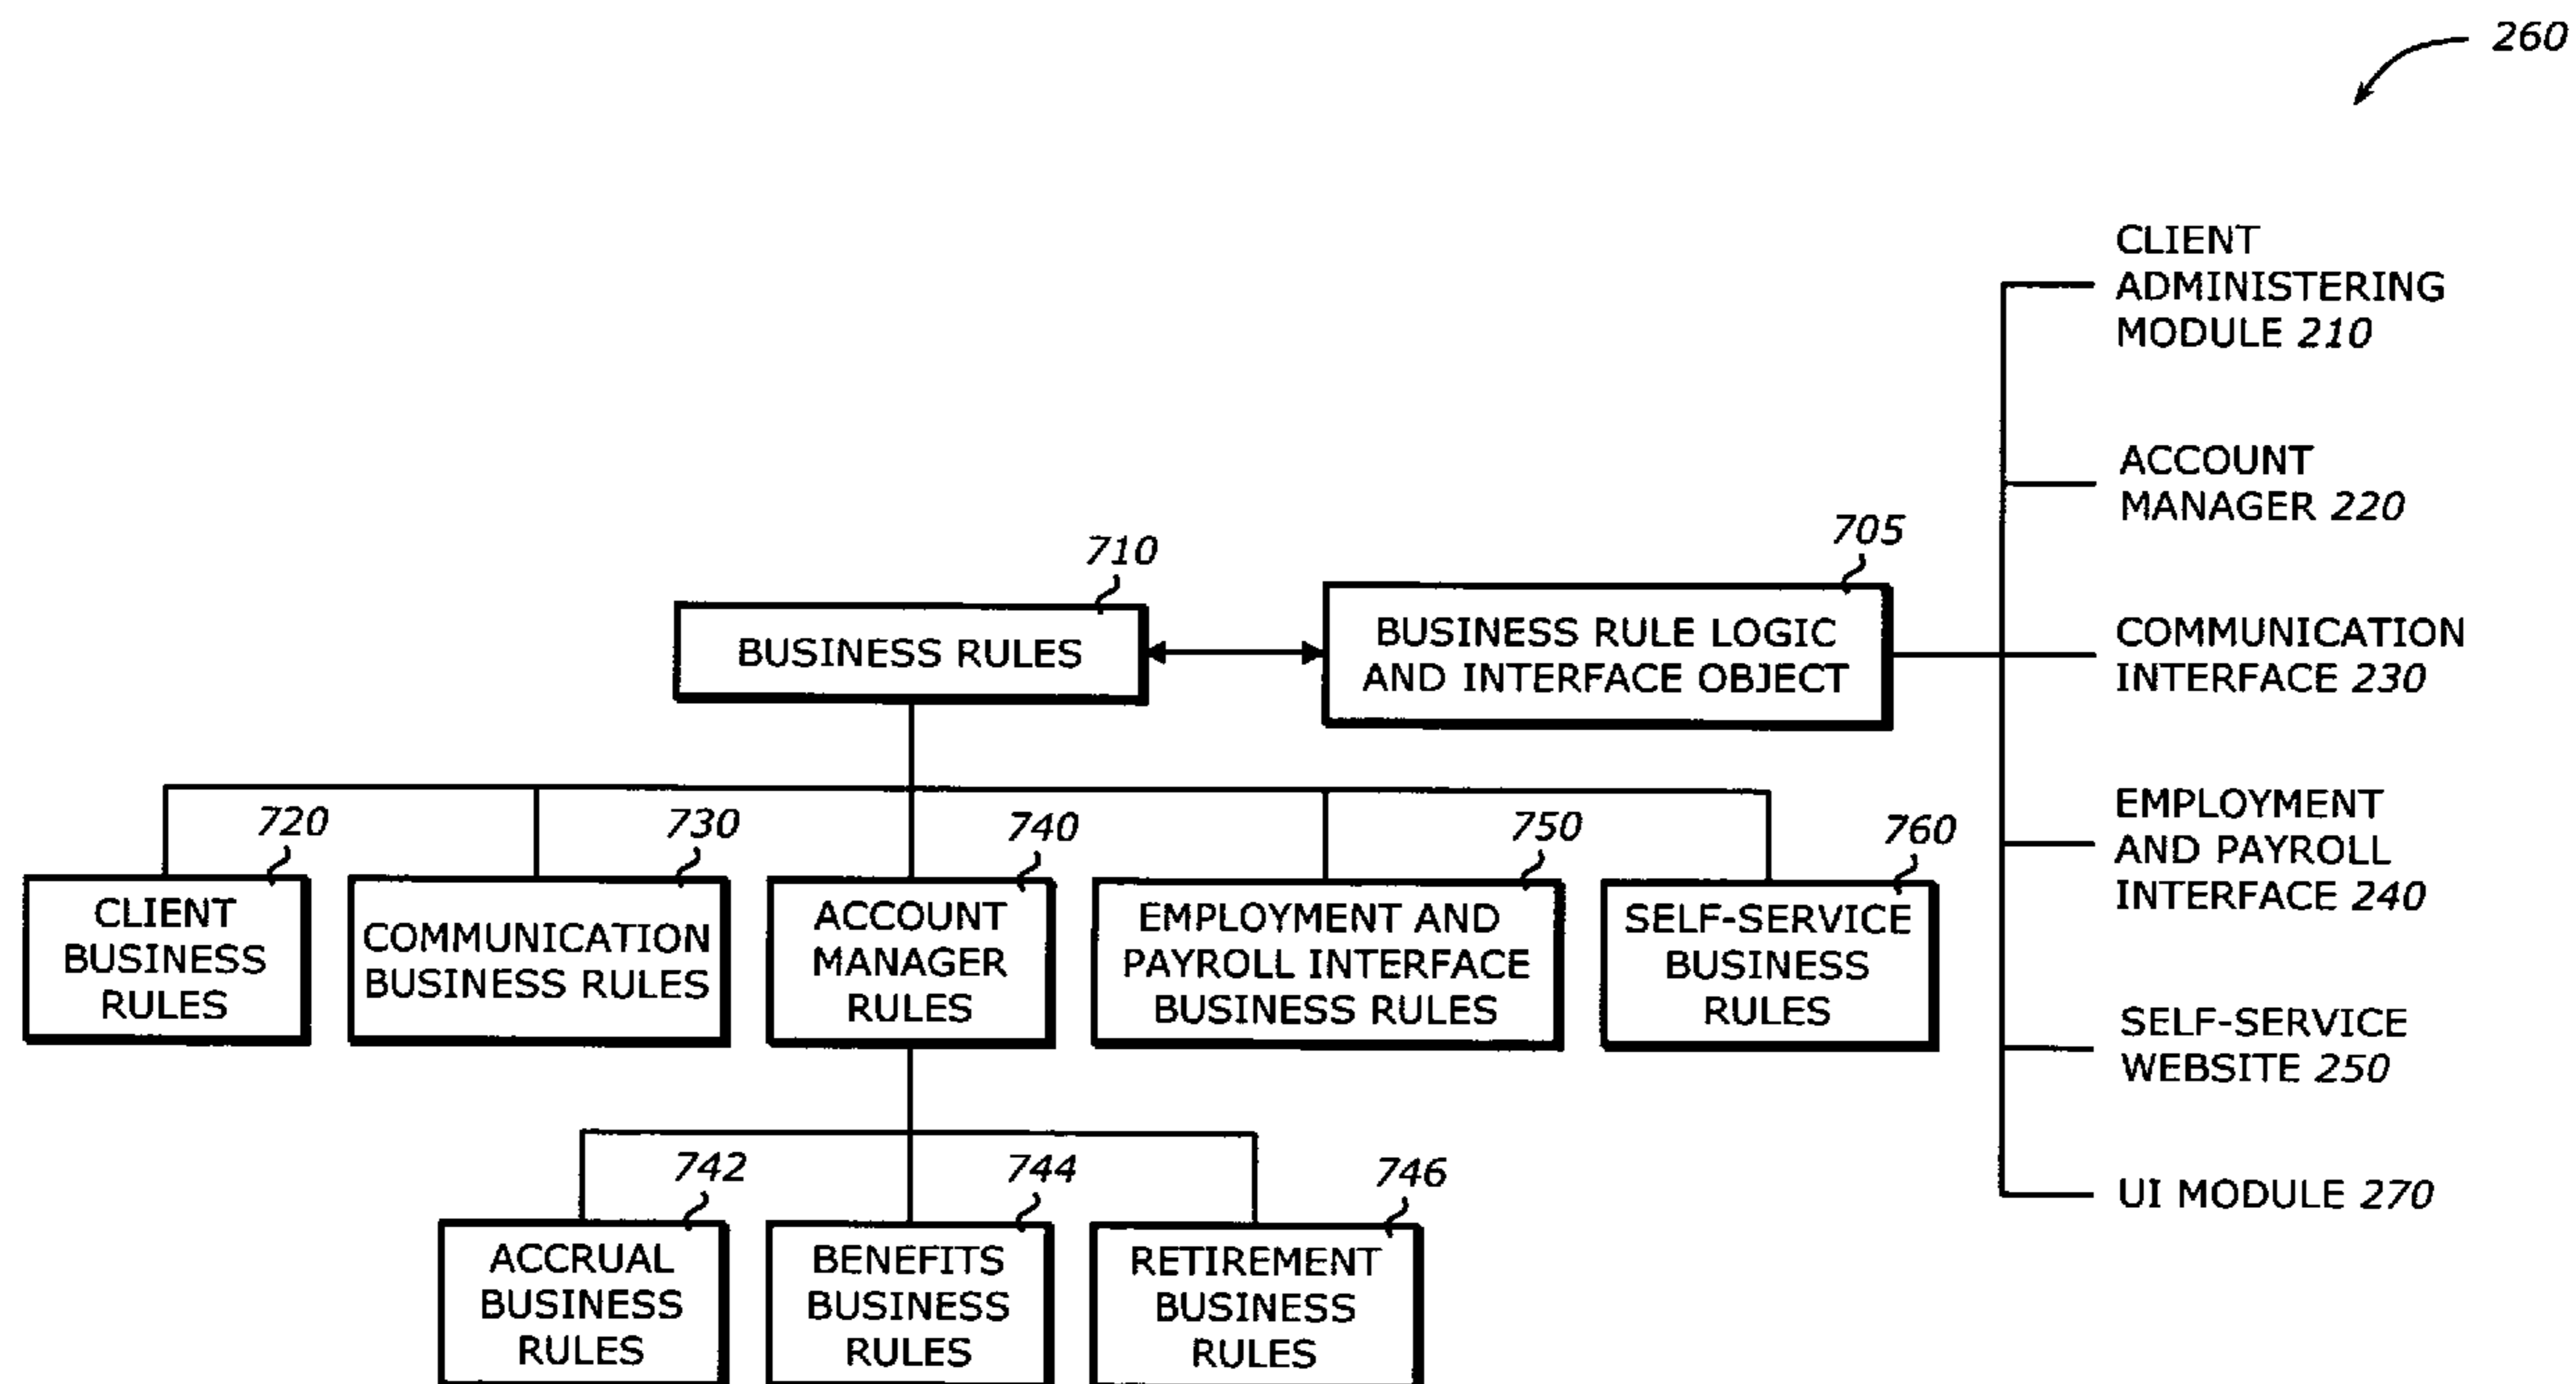 260
CLIENT
ADMINISTERING
MODULE 210
ACCOUNT
MANAGER 220
710
705
BUSINESS RULES
BUSINESS RULE LOGIC
AND INTERFACE OBJECT
COMMUNICATION
INTERFACE 230
EMPLOYMENT
AND PAYROLL
INTERFACE 240
720
730
740
750
760
CLIENT
BUSINESS
RULES
COMMUNICATION
BUSINESS RULES
ACCOUNT
MANAGER
RULES
EMPLOYMENT AND
PAYROLL INTERFACE
BUSINESS RULES
SELF-SERVICE
BUSINESS
RULES
SELF-SERVICE
WEBSITE 250
742
744
746
UI MODULE 270
ACCRUAL
BUSINESS
RULES
BENEFITS
BUSINESS
RULES
RETIREMENT
BUSINESS
RULES